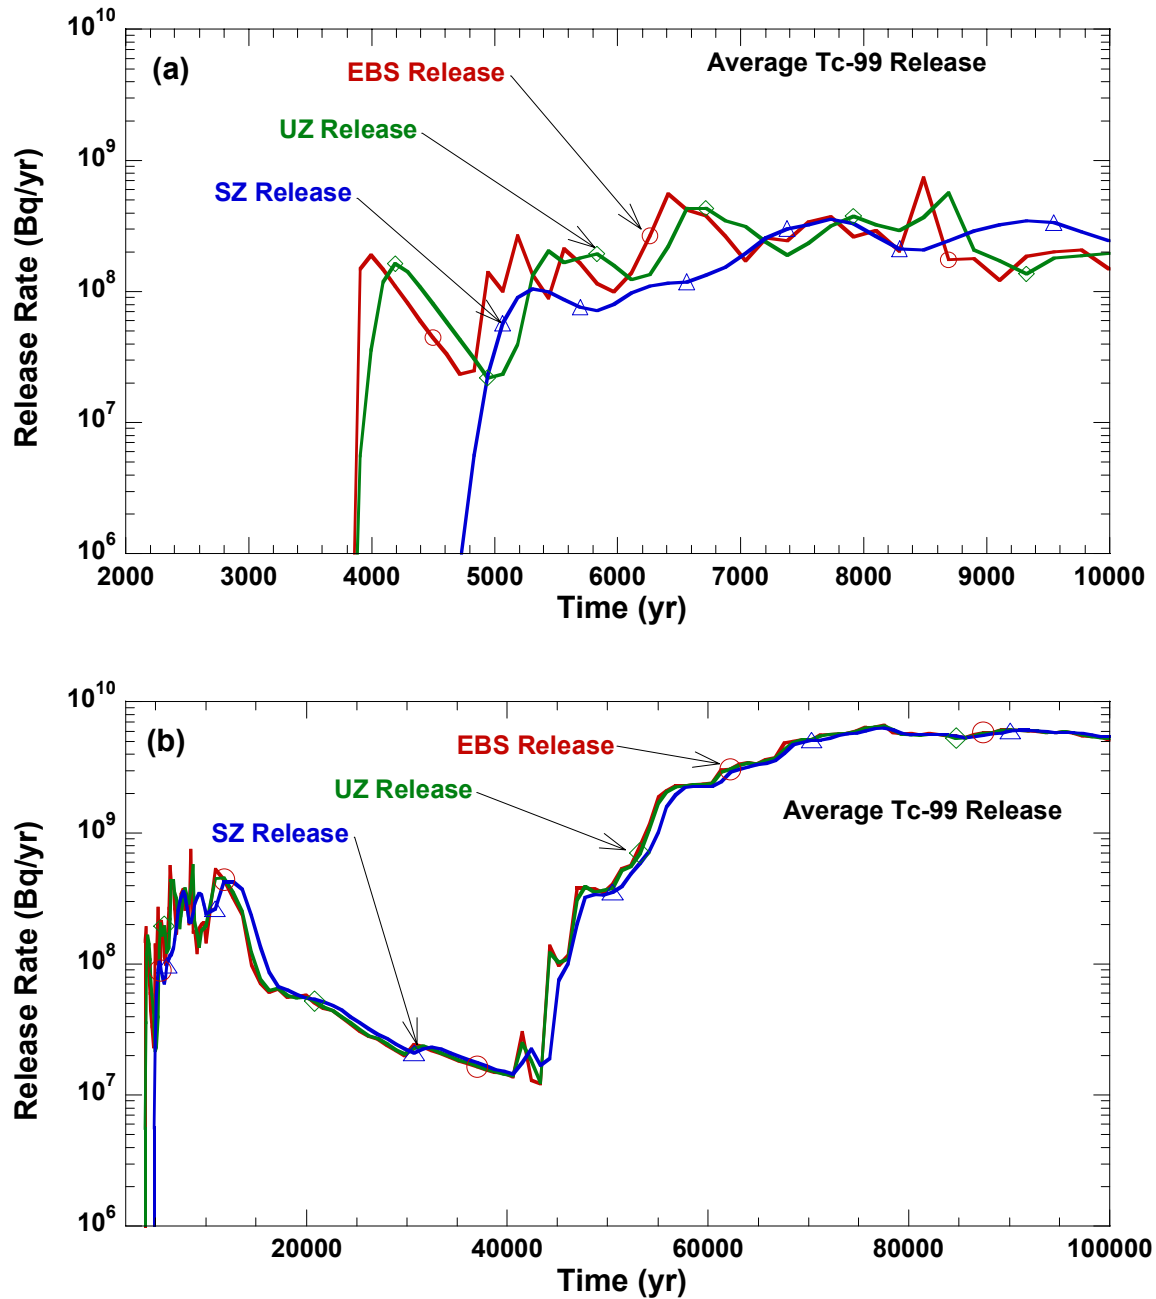 10^10
(a)
Average Tc-99 Release
EBS Release
10^9
UZ Release
SZ Release
Release Rate (Bq/yr)
10^8
10^7
10^6
2000 3000 4000 5000 6000 7000 8000 9000 10000
Time (yr)
10^10
(b)
EBS Release
UZ Release
Average Tc-99 Release
10^9
SZ Release
Release Rate (Bq/yr)
10^8
10^7
10^6
20000 40000 60000 80000 100000
Time (yr)